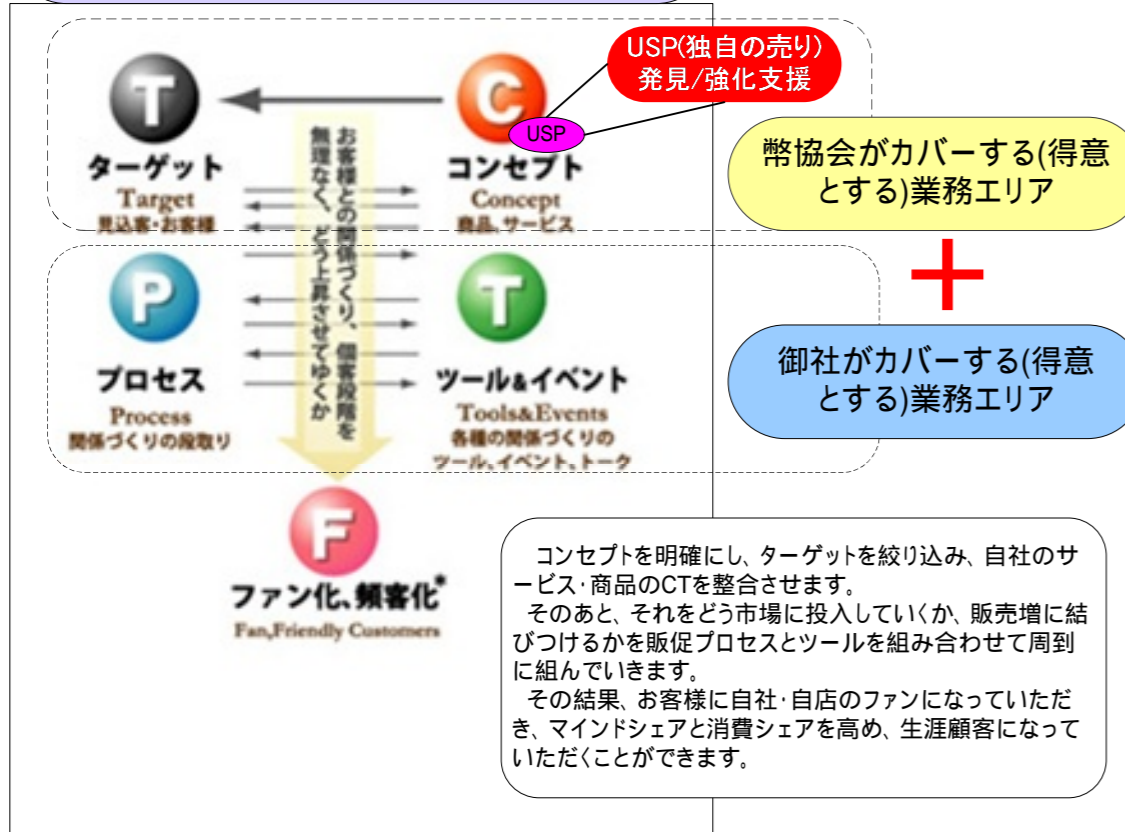 USP(独自の売り)
発見/強化支援
T
C
USP
ターゲット
Target
見込客・お客様
コンセプト
Concept
商品、サービス
お客様との関係づくり、個客段階を
無理なく、どう上昇させてゆくか
幣協会がカバーする(得意
とする)業務エリア
+
P
T
プロセス
Process
関係づくりの段取り
ツール&イベント
Tools&Events
各種の関係づくりの
ツール、イベント、トーク
御社がカバーする(得意
とする)業務エリア
F
ファン化、頻客化*
Fan,Friendly Customers
コンセプトを明確にし、ターゲットを絞り込み、自社のサ
ービス・商品のCTを整合させます。
そのあと、それをどう市場に投入していくか、販売増に結
びつけるかを販促プロセスとツールを組み合わせて周到
に組んでいきます。
その結果、お客様に自社・自店のファンになっていただ
き、マインドシェアと消費シェアを高め、生涯顧客になって
いただくことができます。